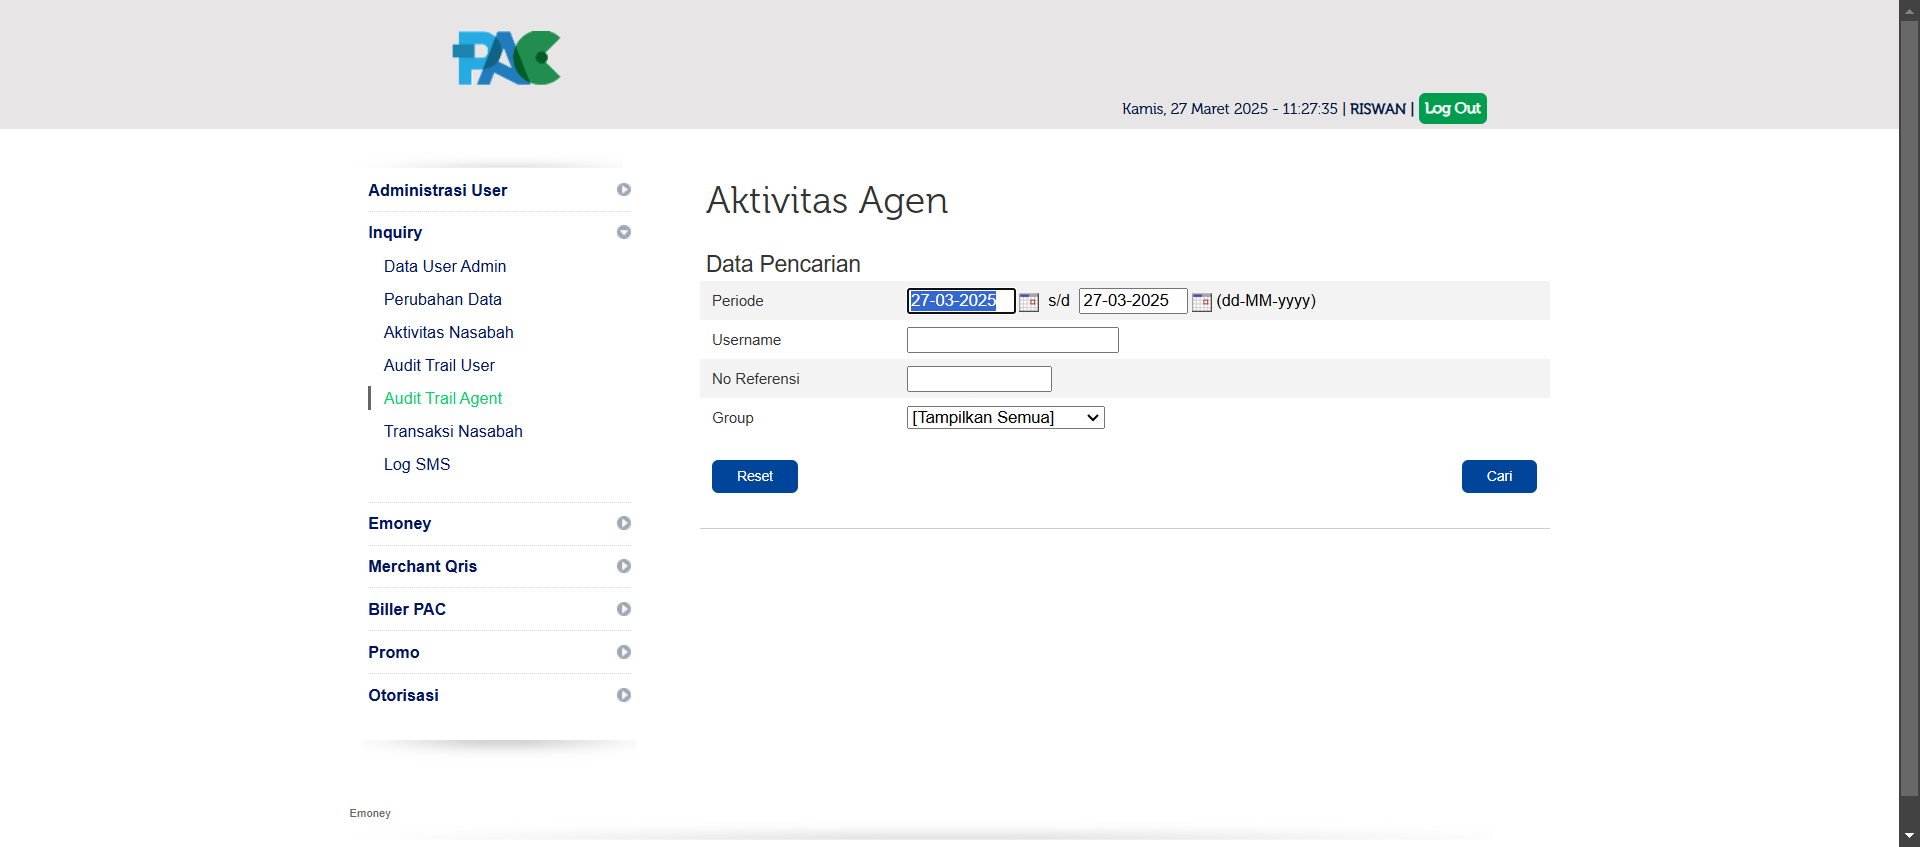 PAC
Kamis, 27 Maret 2025 - 11:27:35 | RISWAN | Log Out
Administrasi User
Inquiry
Data User Admin
Perubahan Data
Aktivitas Nasabah
Audit Trail User
Audit Trail Agent
Transaksi Nasabah
Log SMS
Emoney
Merchant Qris
Biller PAC
Promo
Otorisasi
Aktivitas Agen
Data Pencarian
Periode 27-03-2025 s/d 27-03-2025 (dd-MM-yyyy)
Username
No Referensi
Group [Tampilkan Semua]
Reset Cari
Emoney